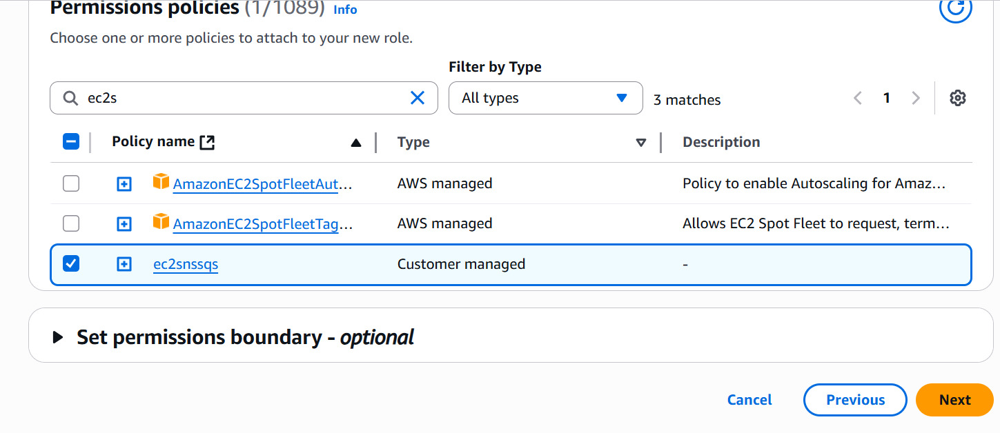 Permissions policies (1/1089) Info
Choose one or more policies to attach to your new role.
Filter by Type
ec2s All types 3 matches 1
Policy name Type Description
AmazonEC2SpotFleetAut... AWS managed Policy to enable Autoscaling for Amaz...
AmazonEC2SpotFleetTag... AWS managed Allows EC2 Spot Fleet to request, term...
ec2snssqs Customer managed -
Set permissions boundary - optional
Cancel Previous Next